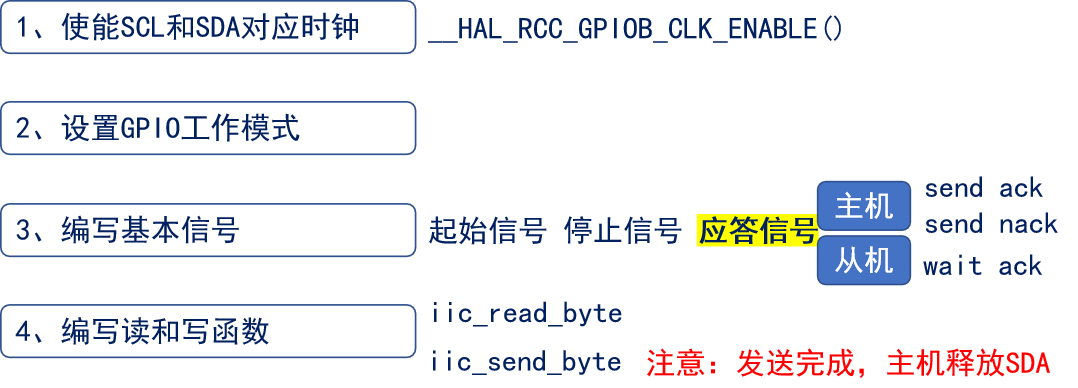 1、使能SCL和SDA对应时钟 __HAL_RCC_GPIOB_CLK_ENABLE()
2、设置GPIO工作模式
3、编写基本信号 起始信号 停止信号 应答信号
主机 send ack
send nack
从机 wait ack
4、编写读和写函数 iic_read_byte
iic_send_byte 注意：发送完成，主机释放SDA